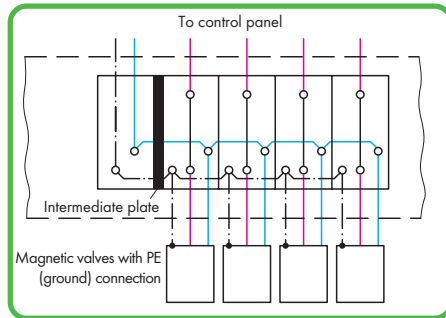 To control panel
Intermediate plate
Magnetic valves with PE
(ground) connection